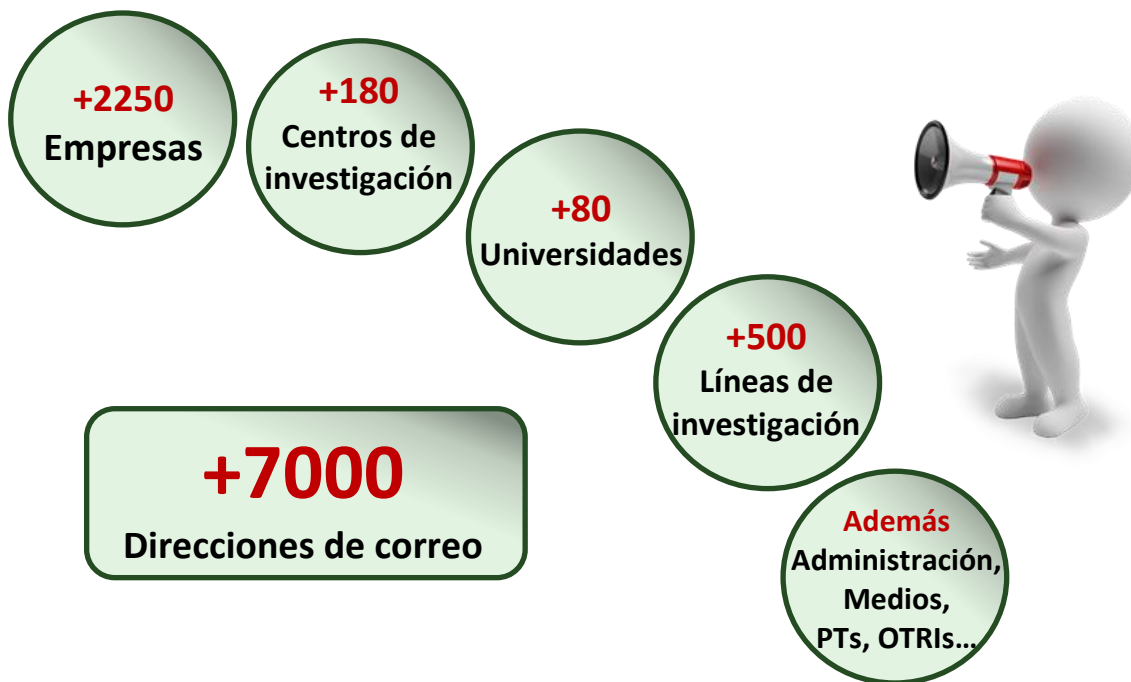 +2250
Empresas
+180
Centros de
investigación
+80
Universidades
+500
Líneas de
investigación
+7000
Direcciones de correo
Además
Administración,
Medios,
PTs, OTRIs…